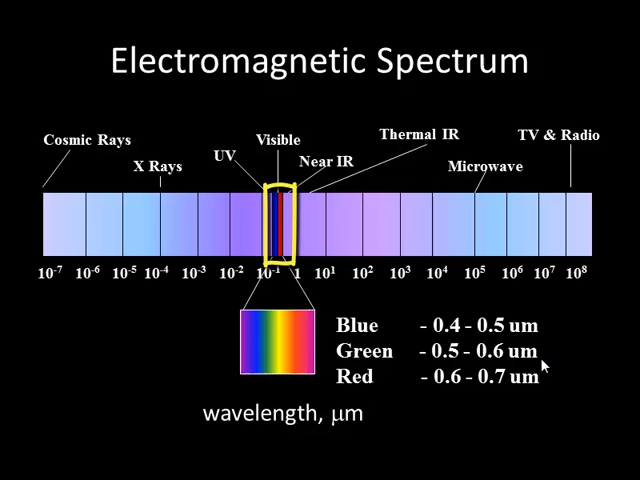 Electromagnetic Spectrum
Cosmic Rays
X Rays
UV
Visible
Near IR
Thermal IR
Microwave
TV & Radio
10⁻⁷ 10⁻⁶ 10⁻⁵ 10⁻⁴ 10⁻³ 10⁻² 10⁻¹ 1 10¹ 10² 10³ 10⁴ 10⁵ 10⁶ 10⁷ 10⁸
Blue - 0.4 - 0.5 um
Green - 0.5 - 0.6 um
Red - 0.6 - 0.7 um
wavelength, μm